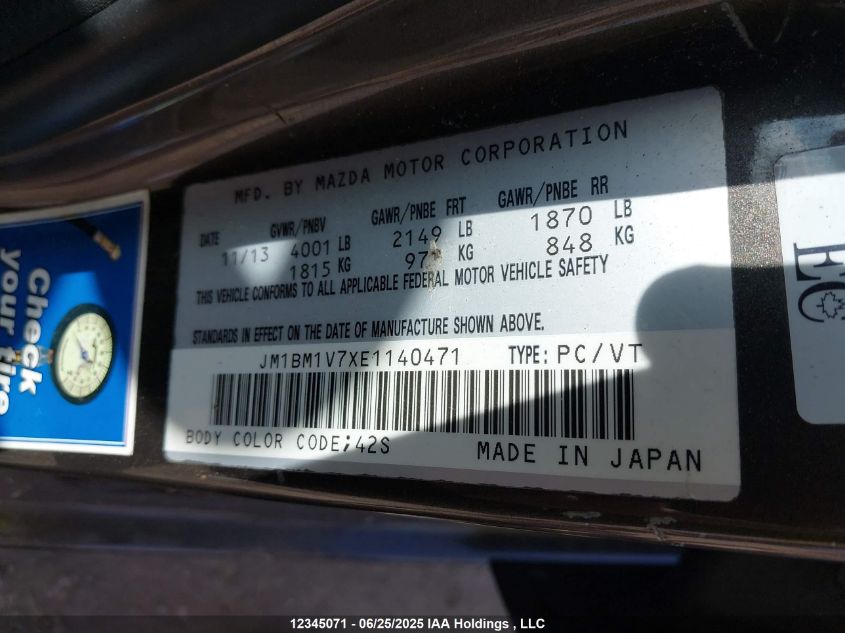 MFD. BY MAZDA MOTOR CORPORATION
DATE GVWR/PNBV GAWR/PNBE FRT GAWR/PNBE RR
11/13 4001 LB 2149 LB 1870 LB
1815 KG KG 848 KG
THIS VEHICLE CONFORMS TO ALL APPLICABLE FEDERAL MOTOR VEHICLE SAFETY
STANDARDS IN EFFECT ON THE DATE OF MANUFACTURE SHOWN ABOVE.
JM1BM1V7XE1140471 TYPE: PC/VT
BODY COLOR CODE;42S MADE IN JAPAN
Check
your
tire
EC
12345071 - 06/25/2025 IAA Holdings , LLC